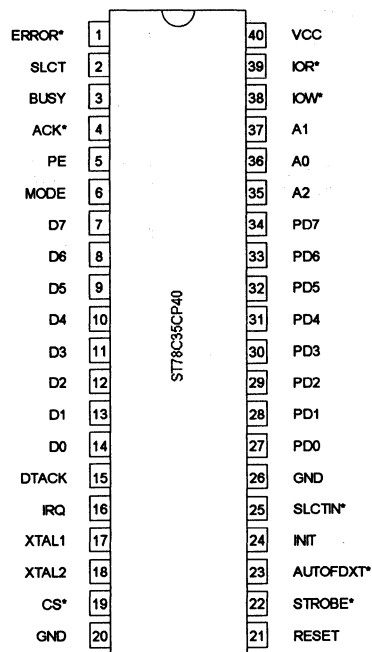 ERROR* 1 40 VCC
SLCT 2 39 IOR*
BUSY 3 38 IOW*
ACK* 4 37 A1
PE 5 36 A0
MODE 6 35 A2
D7 7 34 PD7
D6 8 33 PD6
D5 9 32 PD5
D4 10 31 PD4
D3 11 30 PD3
D2 12 29 PD2
D1 13 28 PD1
D0 14 27 PD0
DTACK 15 26 GND
IRQ 16 25 SLCTIN*
XTAL1 17 24 INIT
XTAL2 18 23 AUTOFDXT*
CS* 19 22 STROBE*
GND 20 21 RESET
ST78C35CP40